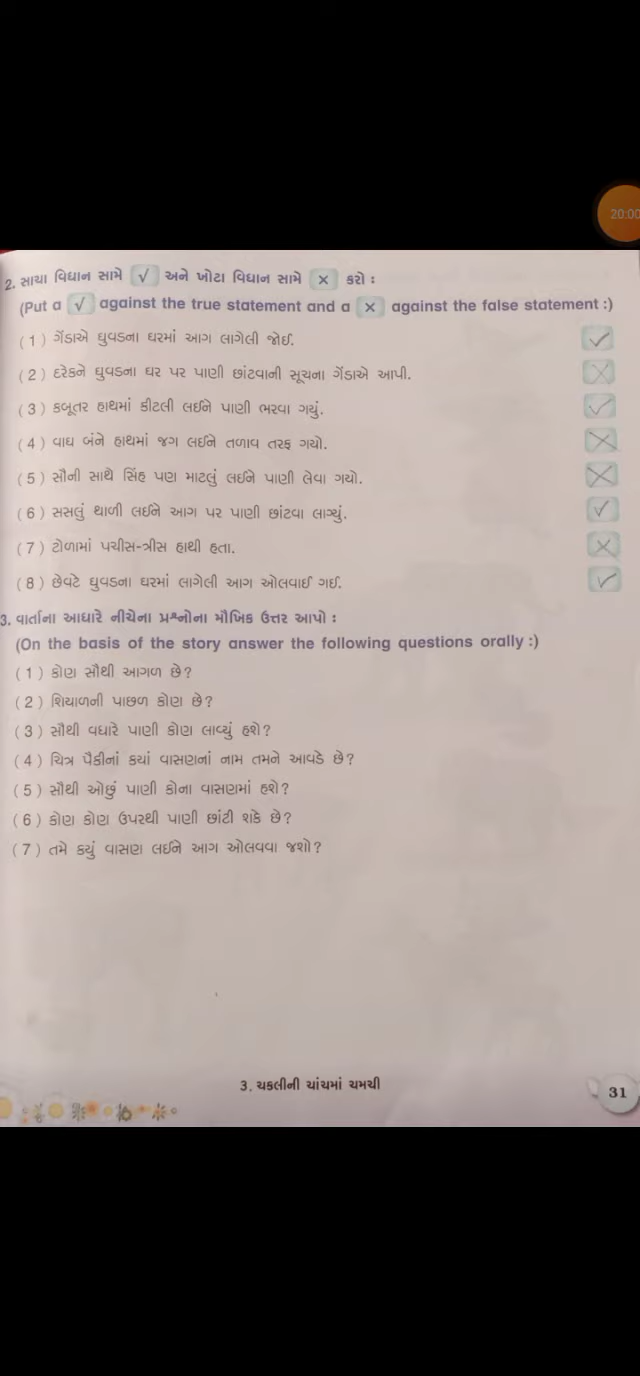 20:00
2. સાચા વિધાન સામે √ અને ખોટા વિધાન સામે × કરો :
(Put a √ against the true statement and a × against the false statement :)
(1) ગેંડાએ ઘુવડના ઘરમાં આગ લાગેલી જોઈ. ✓
(2) દરેકને ઘુવડના ઘર પર પાણી છાંટવાની સૂચના ગેંડાએ આપી. ×
(3) કબૂતર હાથમાં કીટલી લઈને પાણી ભરવા ગયું. ✓
(4) વાઘ બંને હાથમાં જગ લઈને તળાવ તરફ ગયો. ×
(5) સૌની સાથે સિંહ પણ માટલું લઈને પાણી લેવા ગયો. ×
(6) સસલું થાળી લઈને આગ પર પાણી છાંટવા લાગ્યું. ✓
(7) ટોળામાં પચીસ-ત્રીસ હાથી હતા. ×
(8) છેવટે ઘુવડના ઘરમાં લાગેલી આગ ઓલવાઈ ગઈ. ✓
3. વાર્તાના આધારે નીચેના પ્રશ્નોના મૌખિક ઉત્તર આપો :
(On the basis of the story answer the following questions orally :)
(1) કોણ સૌથી આગળ છે?
(2) શિયાળની પાછળ કોણ છે?
(3) સૌથી વધારે પાણી કોણ લાવ્યું હશે?
(4) ચિત્ર પૈકીનાં કયાં વાસણનાં નામ તમને આવડે છે?
(5) સૌથી ઓછું પાણી કોના વાસણમાં હશે?
(6) કોણ કોણ ઉપરથી પાણી છાંટી શકે છે?
(7) તમે કયું વાસણ લઈને આગ ઓલવવા જશો?
3. ચકલીની ચાંચમાં ચમચી
31